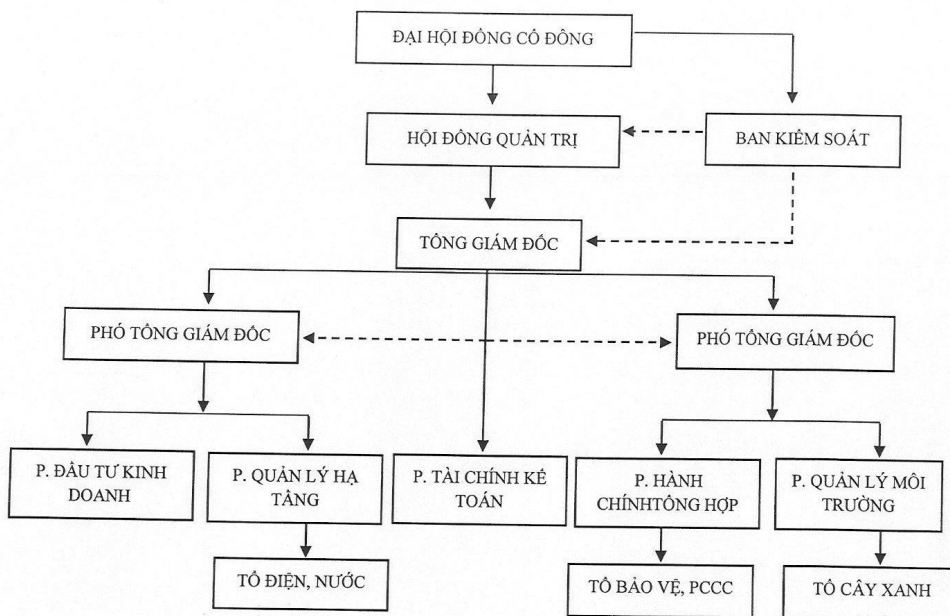 ĐẠI HỘI ĐỒNG CỔ ĐÔNG
HỘI ĐỒNG QUẢN TRỊ
BAN KIỂM SOÁT
TỔNG GIÁM ĐỐC
PHÓ TỔNG GIÁM ĐỐC
PHÓ TỔNG GIÁM ĐỐC
P. ĐẦU TƯ KINH
DOANH
P. QUẢN LÝ HẠ
TẦNG
P. TÀI CHÍNH KẾ
TOÁN
P. HÀNH
CHÍNHTỔNG HỢP
P. QUẢN LÝ MÔI
TRƯỜNG
TỔ ĐIỆN, NƯỚC
TỔ BẢO VỆ, PCCC
TỔ CÂY XANH